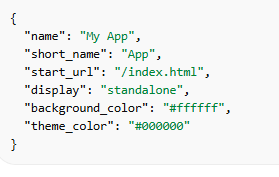 {
  "name": "My App",
  "short_name": "App",
  "start_url": "/index.html",
  "display": "standalone",
  "background_color": "#ffffff",
  "theme_color": "#000000"
}